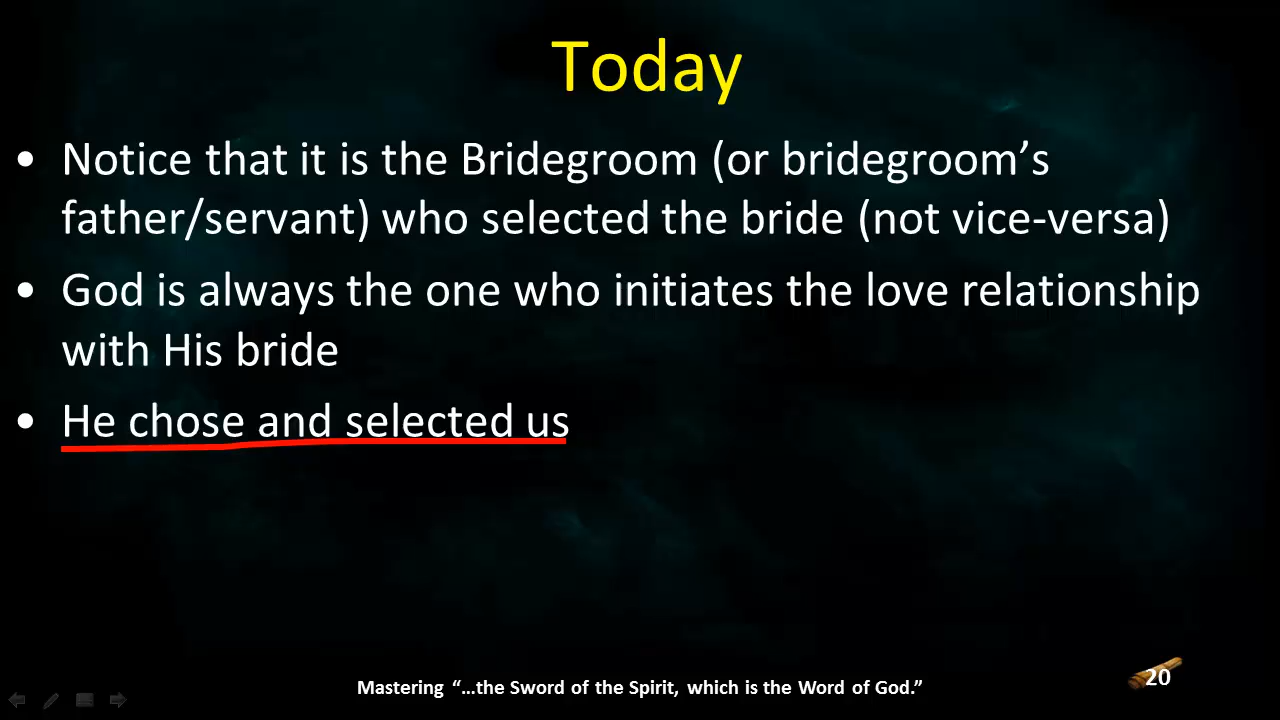 Today
• Notice that it is the Bridegroom (or bridegroom’s
father/servant) who selected the bride (not vice-versa)
• God is always the one who initiates the love relationship
with His bride
• He chose and selected us
Mastering “…the Sword of the Spirit, which is the Word of God.”
20